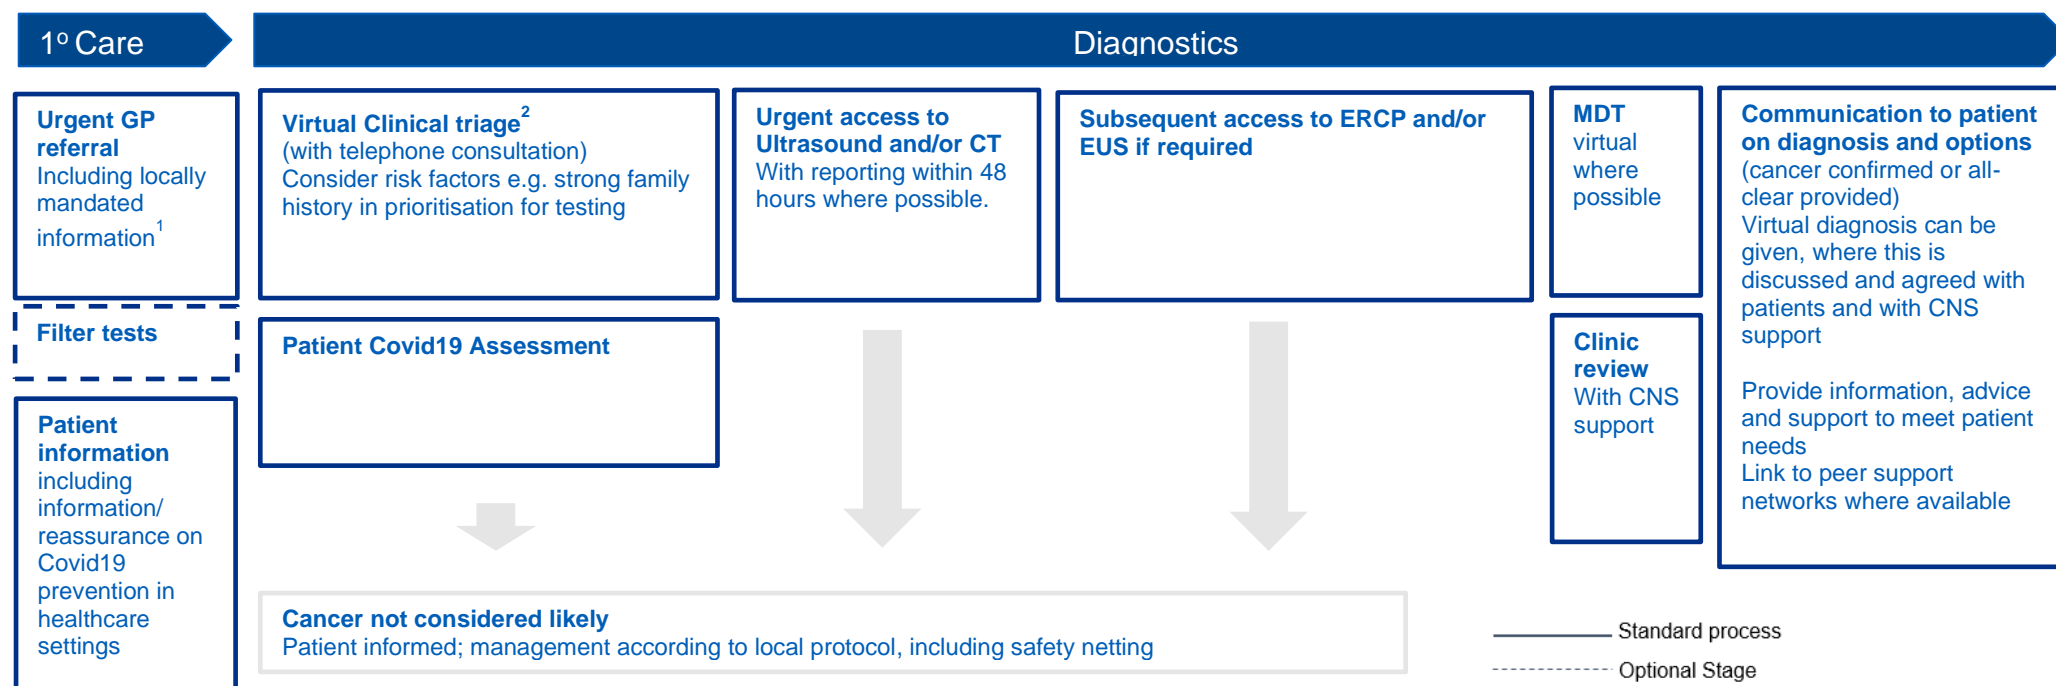 1º Care
Diagnostics
Urgent GP
referral
Including locally
mandated
information1
Filter tests
Patient
information
including
information/
reassurance on
Covid19
prevention in
healthcare
settings
Virtual Clinical triage2
(with telephone consultation)
Consider risk factors e.g. strong family
history in prioritisation for testing
Patient Covid19 Assessment
Urgent access to
Ultrasound and/or CT
With reporting within 48
hours where possible.
Subsequent access to ERCP and/or
EUS if required
MDT
virtual
where
possible
Clinic
review
With CNS
support
Communication to patient
on diagnosis and options
(cancer confirmed or all-
clear provided)
Virtual diagnosis can be
given, where this is
discussed and agreed with
patients and with CNS
support
Provide information, advice
and support to meet patient
needs
Link to peer support
networks where available
Cancer not considered likely
Patient informed; management according to local protocol, including safety netting
Standard process
Optional Stage